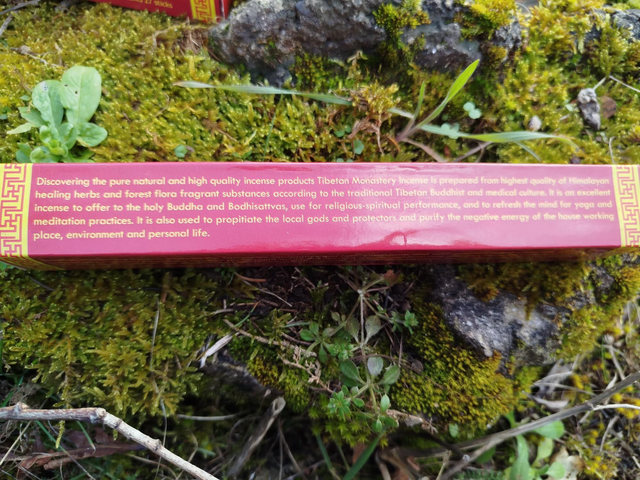 27 sticks
Discovering the pure natural and high quality incense products Tibetan Monastery Incense is prepared from highest quality of Himalayan
healing herbs and forest flora fragrant substances according to the traditional Tibetan Buddhist and medical culture. It is an excellent
incense to offer to the holy Buddha and Bodhisattvas, use for religious-spiritual performance, and to refresh the mind for yoga and
meditation practices. It is also used to propitiate the local gods and protectors and purify the negative energy of the house working
place, environment and personal life.